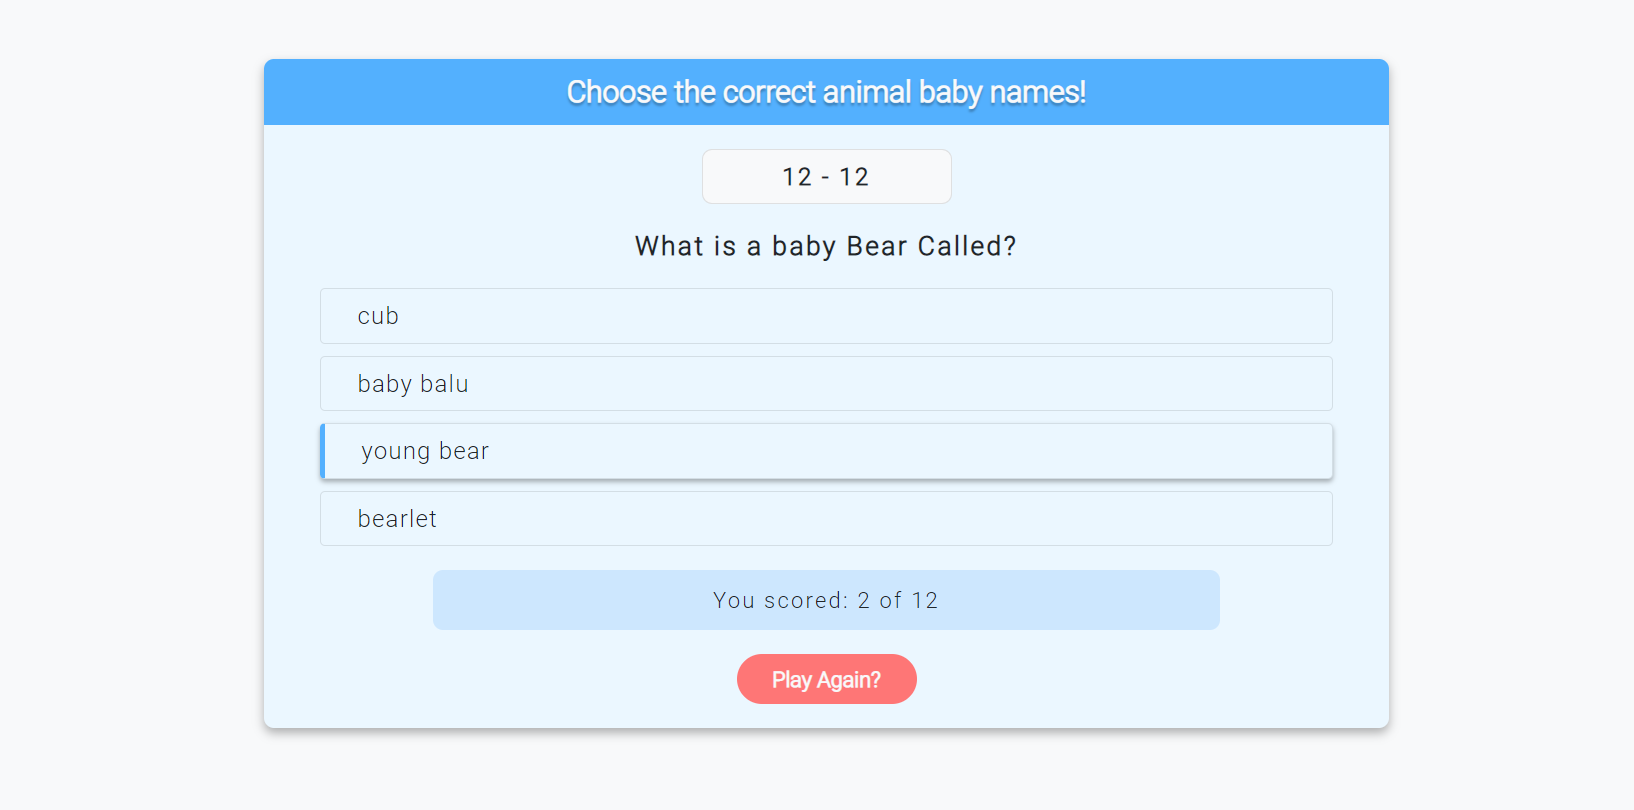 Choose the correct animal baby names!
12 - 12
What is a baby Bear Called?
cub
baby balu
young bear
bearlet
You scored: 2 of 12
Play Again?